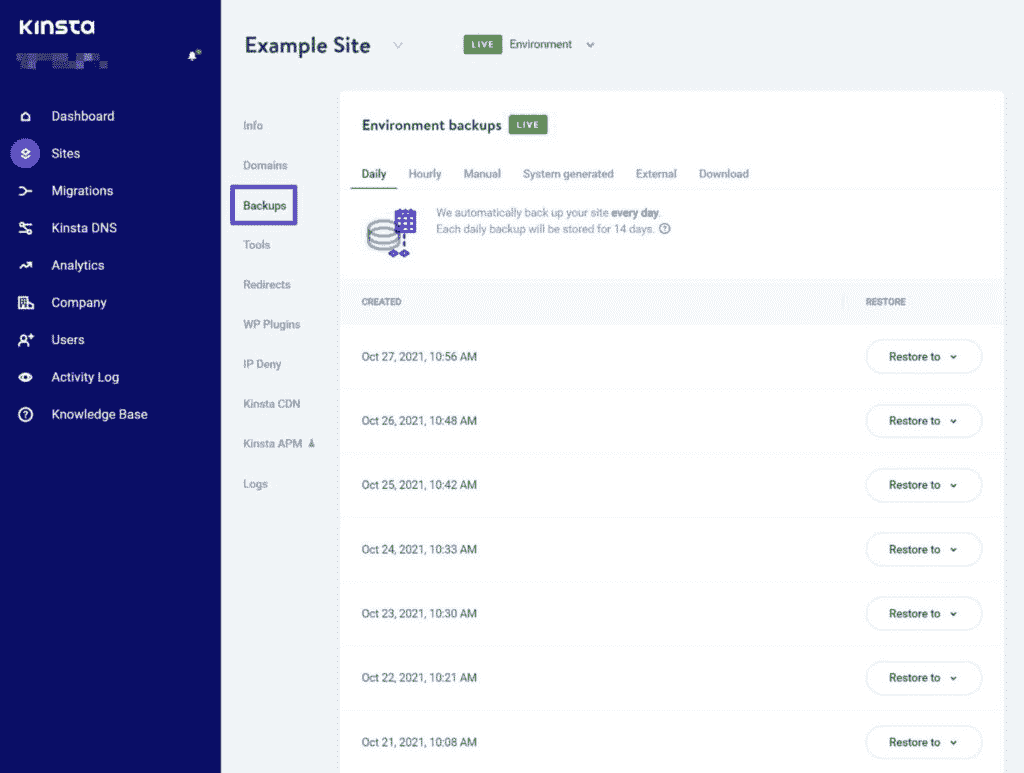 Kinsta
Dashboard
Sites
Migrations
Kinsta DNS
Analytics
Company
Users
Activity Log
Knowledge Base
Example Site
LIVE Environment
Info
Domains
Backups
Tools
Redirects
WP Plugins
IP Deny
Kinsta CDN
Kinsta APM
Logs
Environment backups LIVE
Daily Hourly Manual System generated External Download
We automatically back up your site every day.
Each daily backup will be stored for 14 days.
CREATED RESTORE
Oct 27, 2021, 10:56 AM Restore to
Oct 26, 2021, 10:48 AM Restore to
Oct 25, 2021, 10:42 AM Restore to
Oct 24, 2021, 10:33 AM Restore to
Oct 23, 2021, 10:30 AM Restore to
Oct 22, 2021, 10:21 AM Restore to
Oct 21, 2021, 10:08 AM Restore to